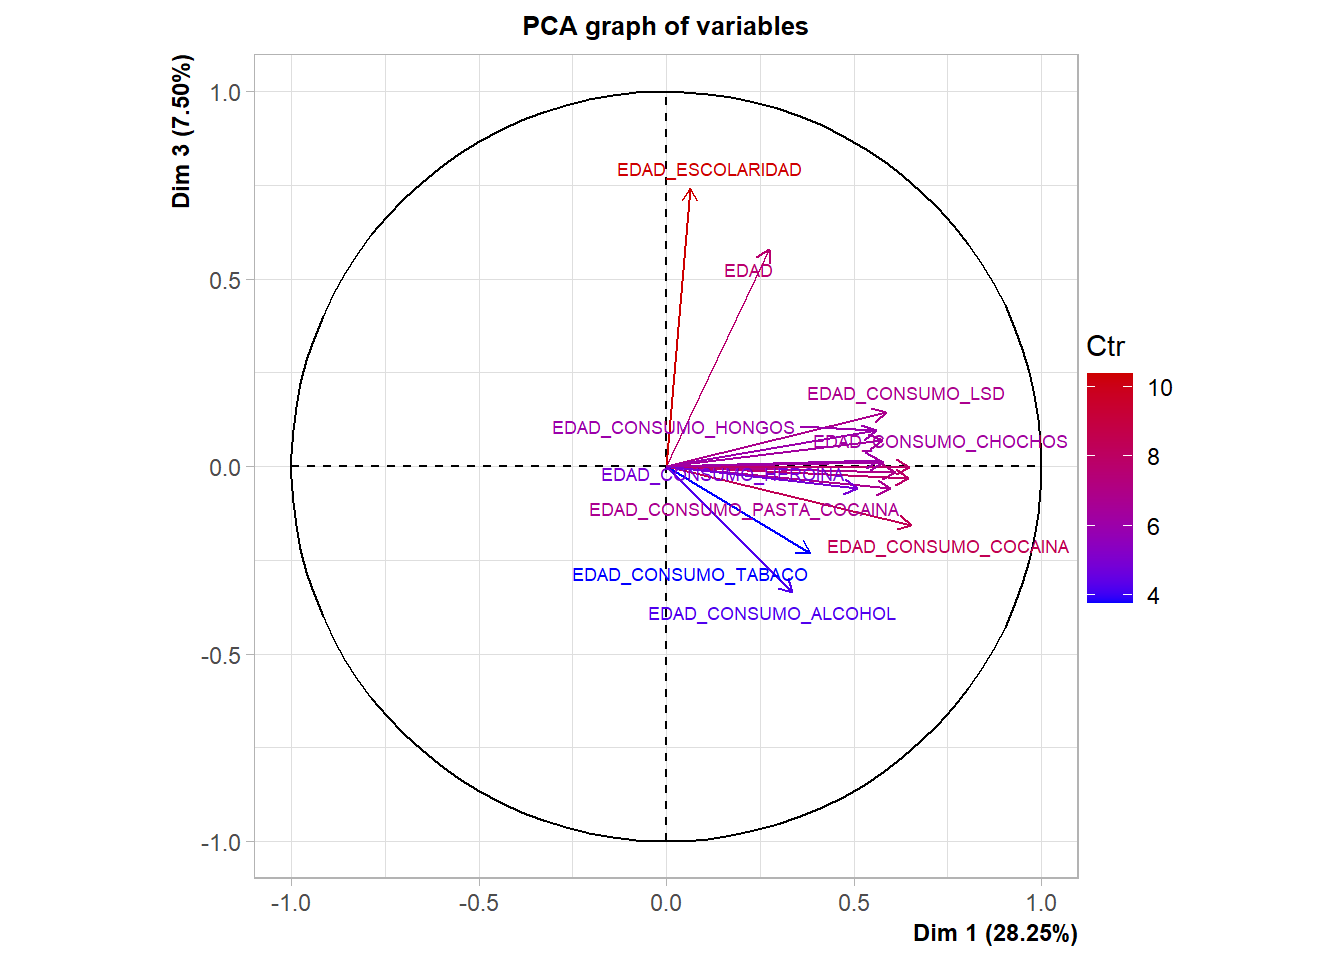 PCA graph of variables
Dim 3 (7.50%)
1.0
0.5
0.0
-0.5
-1.0
EDAD_ESCOLARIDAD
EDAD
EDAD_CONSUMO_LSD
EDAD_CONSUMO_HONGOS
EDAD_CONSUMO_CHOCHOS
EDAD_CONSUMO_HEROINA
EDAD_CONSUMO_PASTA_COCAINA
EDAD_CONSUMO_COCAINA
EDAD_CONSUMO_TABACO
EDAD_CONSUMO_ALCOHOL
-1.0 -0.5 0.0 0.5 1.0
Dim 1 (28.25%)
Ctr
10
8
6
4